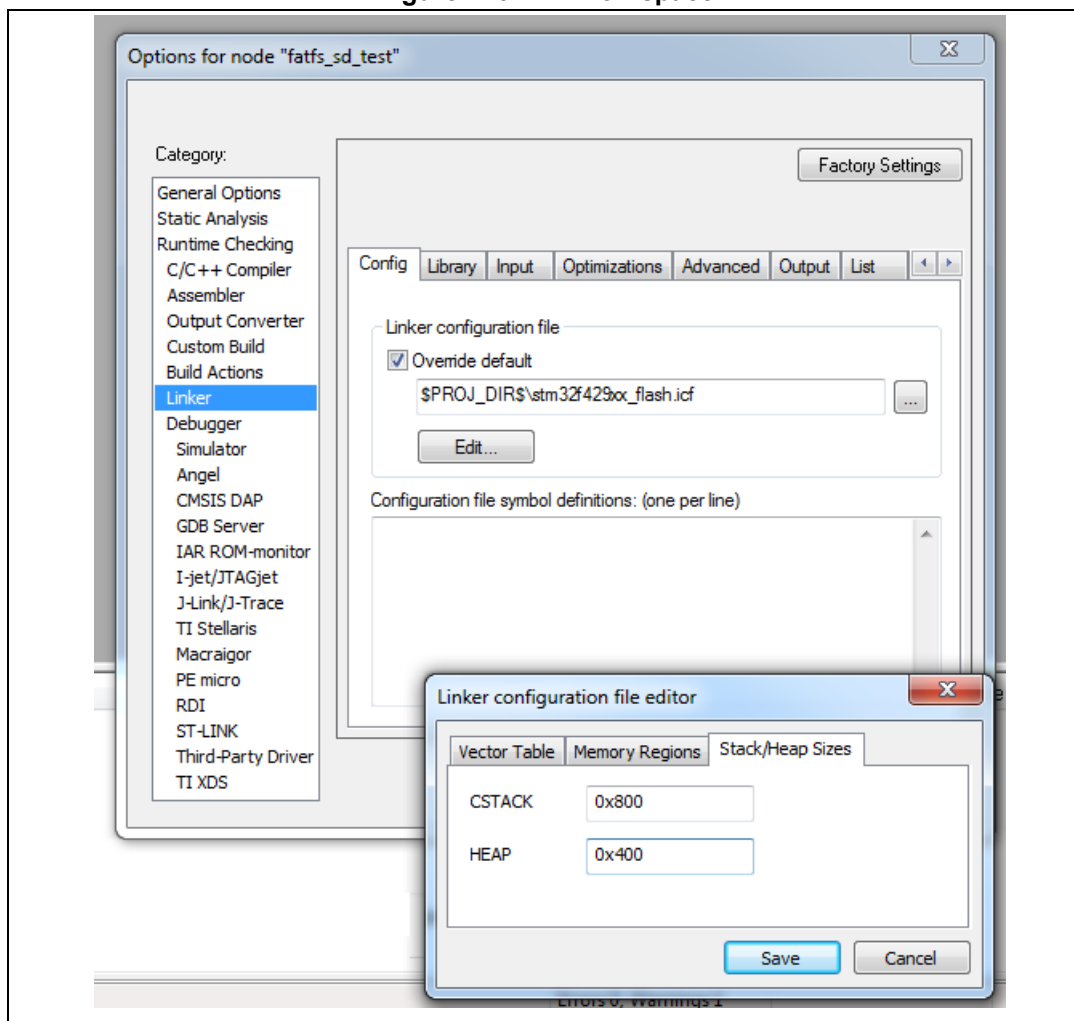 Options for node "fatfs_sd_test"
Category:
Factory Settings
General Options
Static Analysis
Runtime Checking
C/C++ Compiler
Assembler
Output Converter
Custom Build
Build Actions
Linker
Debugger
Simulator
Angel
CMSIS DAP
GDB Server
IAR ROM-monitor
I-jet/JTAGjet
J-Link/J-Trace
TI Stellaris
Macraigor
PE micro
RDI
ST-LINK
Third-Party Driver
TI XDS
Config Library Input Optimizations Advanced Output List
Linker configuration file
Override default
$PROJ_DIR$\stm32f429xx_flash.icf
...
Edit...
Configuration file symbol definitions: (one per line)
Linker configuration file editor
Vector Table Memory Regions Stack/Heap Sizes
CSTACK 0x800
HEAP 0x400
Save Cancel
Errors 0, Warnings 1